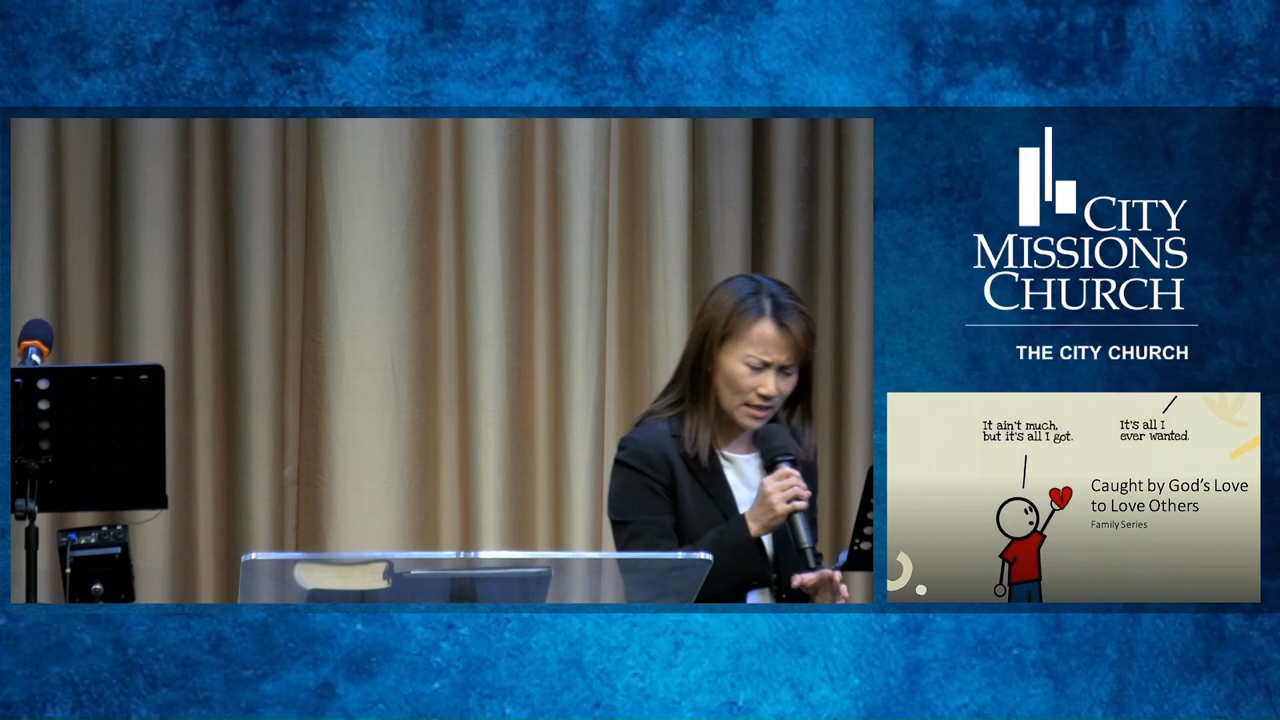 CITY
MISSIONS
CHURCH
THE CITY CHURCH
It ain't much,
but it's all I got.
It's all I
ever wanted.
Caught by God's Love
to Love Others
Family Series